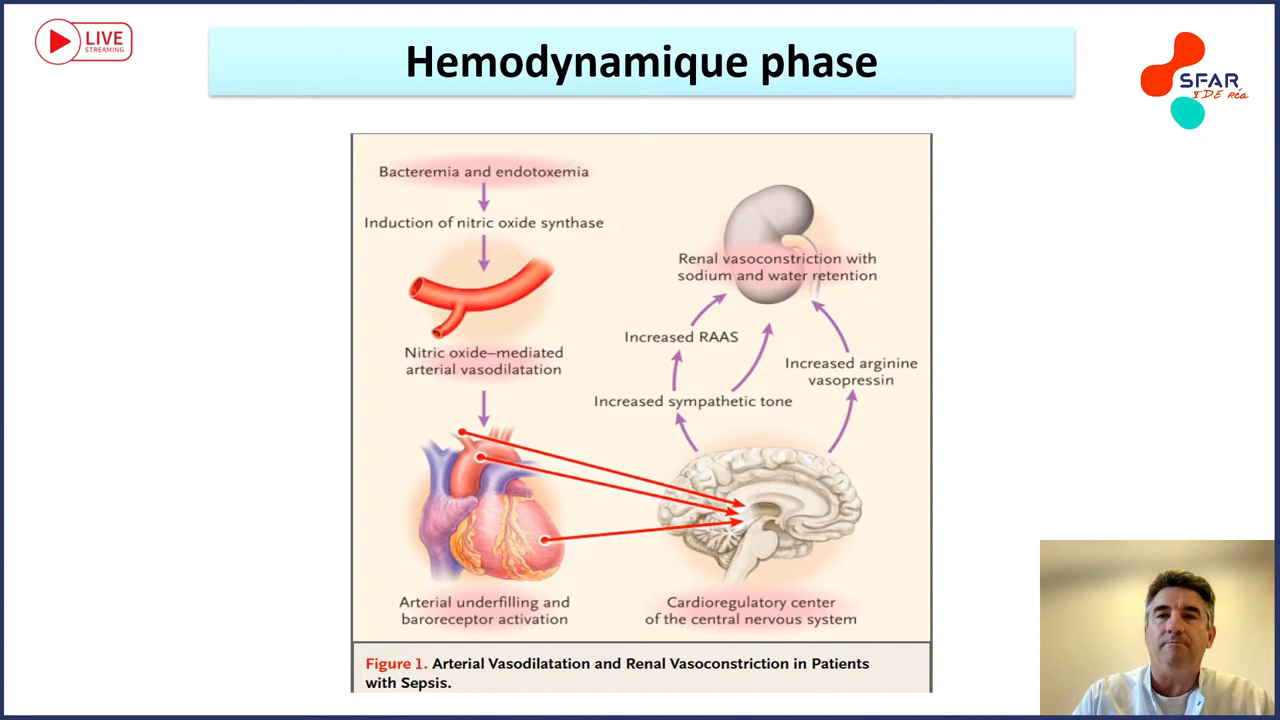 LIVE
STREAMING
Hemodynamique phase
SFAR
IDE Réa
Bacteremia and endotoxemia
Induction of nitric oxide synthase
Nitric oxide–mediated
arterial vasodilatation
Arterial underfilling and
baroreceptor activation
Renal vasoconstriction with
sodium and water retention
Increased RAAS
Increased arginine
vasopressin
Increased sympathetic tone
Cardioregulatory center
of the central nervous system
Figure 1. Arterial Vasodilatation and Renal Vasoconstriction in Patients
with Sepsis.